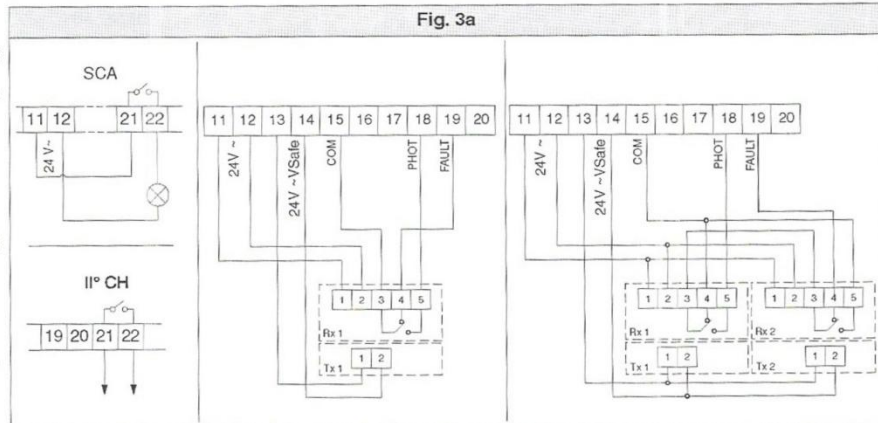 Fig. 3a
SCA
11 12 21 22
24 V~
II° CH
19 20 21 22
11 12 13 14 15 16 17 18 19 20
24V ~
24V ~ VSafe
COM
PHOT
FAULT
1 2 3 4 5
Rx 1
1 2
Tx 1
11 12 13 14 15 16 17 18 19 20
24V ~
24V ~ VSafe
COM
PHOT
FAULT
1 2 3 4 5
1 2 3 4 5
Rx 1
Rx 2
1 2
1 2
Tx 1
Tx 2